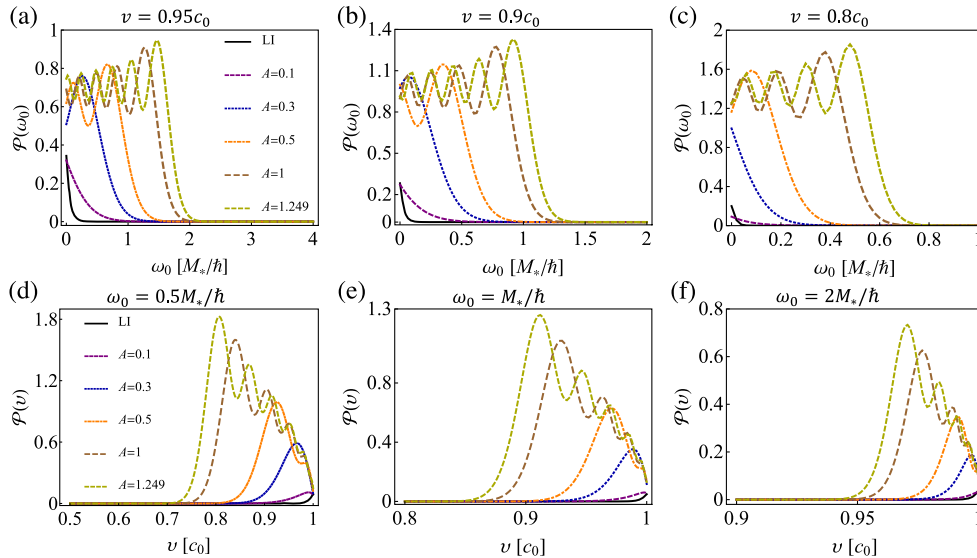 (a) υ = 0.95c₀
𝒫(ω₀)
1
0.8
0.6
0.4
0.2
0
0 1 2 3 4
ω₀ [M*/ħ]
LI
A=0.1
A=0.3
A=0.5
A=1
A=1.249
(b) υ = 0.9c₀
𝒫(ω₀)
1.4
1.1
0.8
0.5
0.2
0
0 0.5 1 1.5 2
ω₀ [M*/ħ]
(c) υ = 0.8c₀
𝒫(ω₀)
2
1.6
1.2
0.8
0.4
0
0 0.2 0.4 0.6 0.8 1
ω₀ [M*/ħ]
(d) ω₀ = 0.5M*/ħ
𝒫(υ)
1.8
1.2
0.6
0
0.5 0.6 0.7 0.8 0.9 1
υ [c₀]
LI
A=0.1
A=0.3
A=0.5
A=1
A=1.249
(e) ω₀ = M*/ħ
𝒫(υ)
1.3
0.8
0.4
0
0.8 0.9 1
υ [c₀]
(f) ω₀ = 2M*/ħ
𝒫(υ)
0.8
0.6
0.4
0.2
0
0.9 0.95 1
υ [c₀]